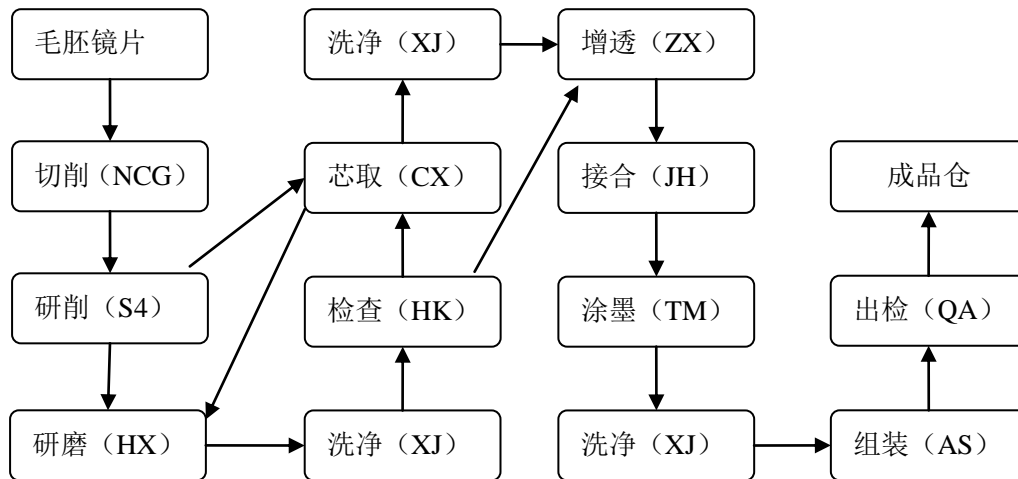 毛胚镜片
切削（NCG）
研削（S4）
研磨（HX）
洗净（XJ）
芯取（CX）
检查（HK）
洗净（XJ）
增透（ZX）
接合（JH）
涂墨（TM）
洗净（XJ）
成品仓
出检（QA）
组装（AS）